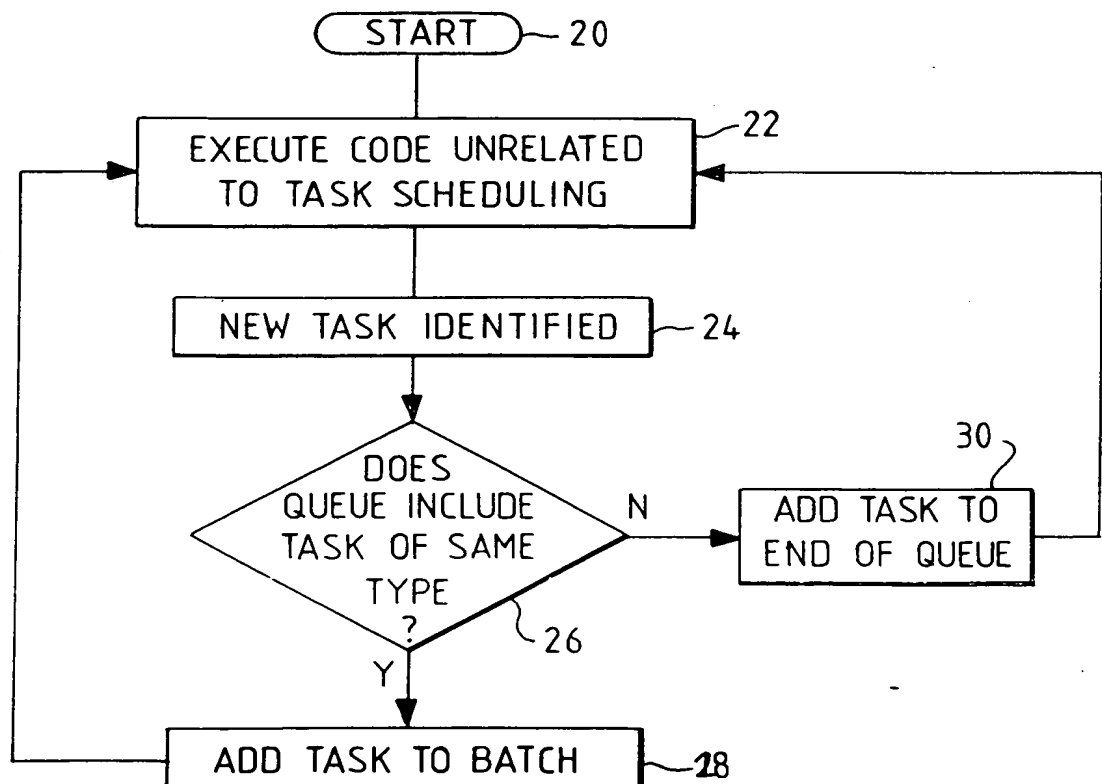 START
20
22
EXECUTE CODE UNRELATED
TO TASK SCHEDULING
NEW TASK IDENTIFIED
24
DOES
QUEUE INCLUDE
TASK OF SAME
TYPE
?
N
26
Y
30
ADD TASK TO
END OF QUEUE
ADD TASK TO BATCH